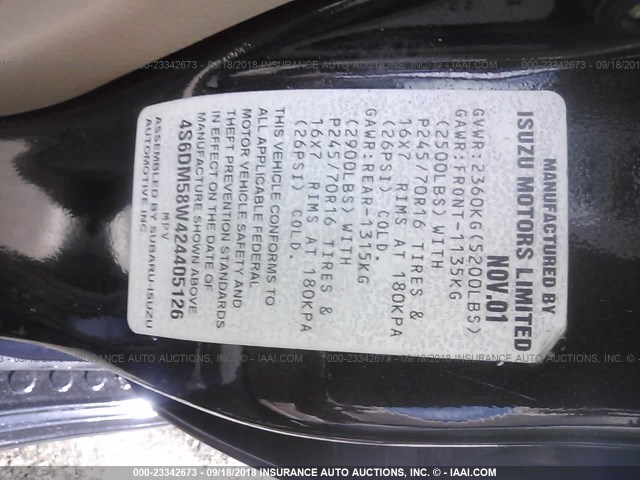 MANUFACTURED BY
ISUZU MOTORS LIMITED
NOV.01
GVWR:2360KG(5200LBS)
GAWR:FRONT-1135KG
(2500LBS) WITH
P245/70R16 TIRES &
16X7 RIMS AT 180KPA
(26PSI) COLD.
GAWR:REAR-1315KG
(2900LBS) WITH
P245/70R16 TIRES &
16X7 RIMS AT 180KPA
(26PSI) COLD.
THIS VEHICLE CONFORMS TO
ALL APPLICABLE FEDERAL
MOTOR VEHICLE SAFETY AND
THEFT PREVENTION STANDARDS
IN EFFECT ON THE DATE OF
MANUFACTURE SHOWN ABOVE
4S6DM58W424405126
MPV
ASSEMBLED BY SUBARU-ISUZU
AUTOMOTIVE INC.
000-23342673 - 09/18/2018 INSURANCE AUTO AUCTIONS, INC. - © IAAI.COM